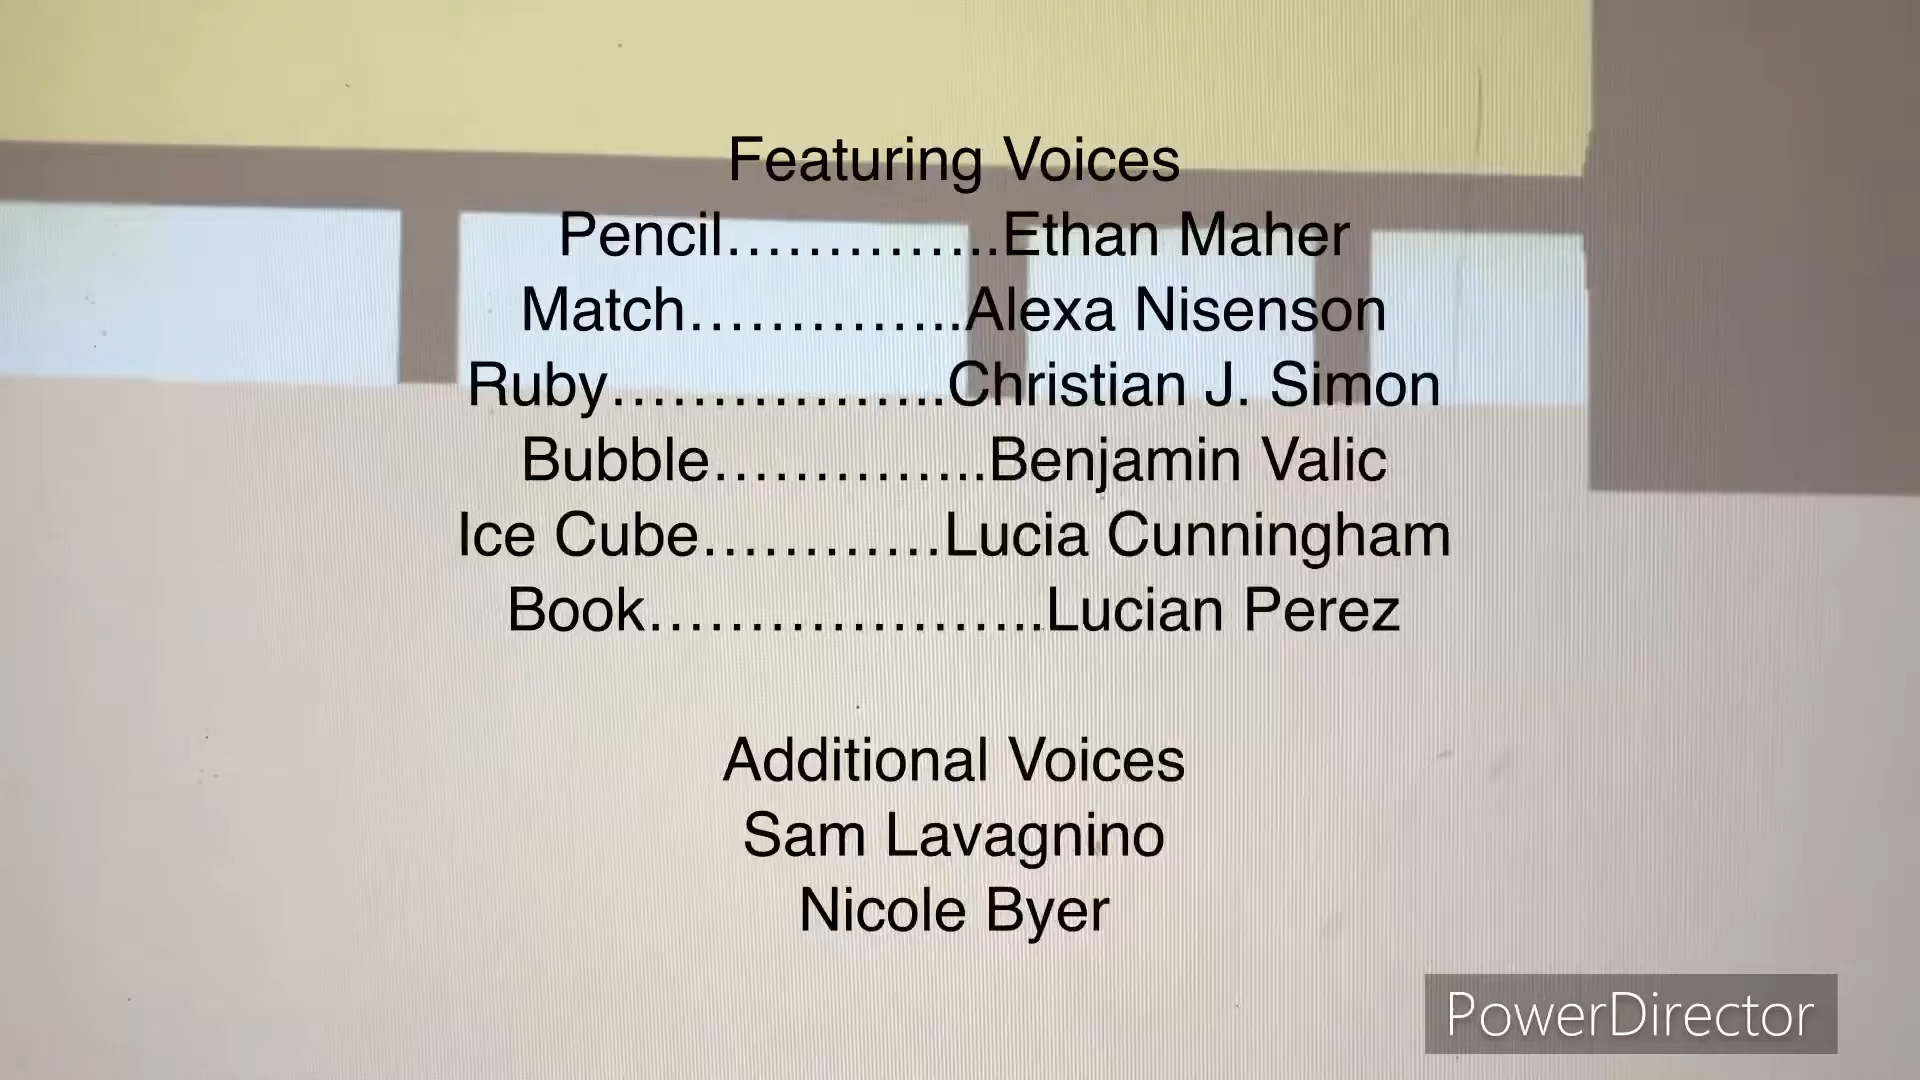 Featuring Voices
Pencil…………..Ethan Maher
Match…………..Alexa Nisenson
Ruby……………..Christian J. Simon
Bubble…………..Benjamin Valic
Ice Cube…………Lucia Cunningham
Book………………..Lucian Perez
Additional Voices
Sam Lavagnino
Nicole Byer
PowerDirector